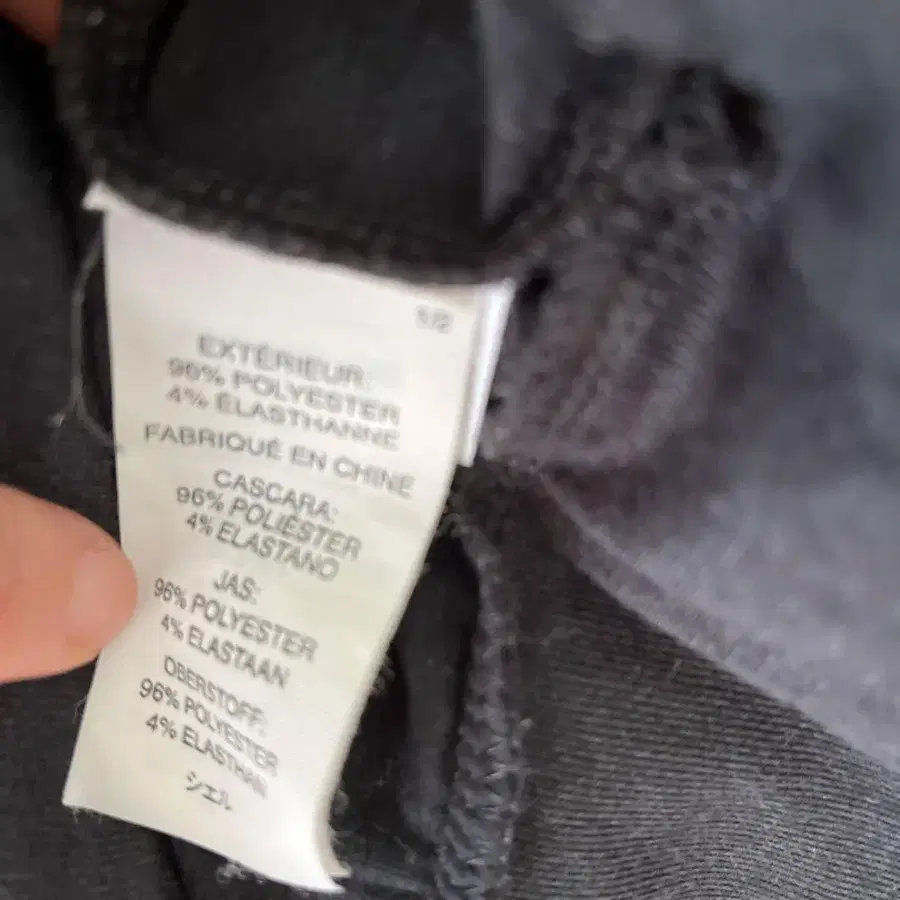 1/2
EXTÉRIEUR:
96% POLYESTER
4% ÉLASTHANNE
FABRIQUÉ EN CHINE
CASCARA:
96% POLIÉSTER
4% ELASTANO
JAS:
96% POLYESTER
4% ELASTAAN
OBERSTOFF:
96% POLYESTER
4% ELASTHAN
シエル